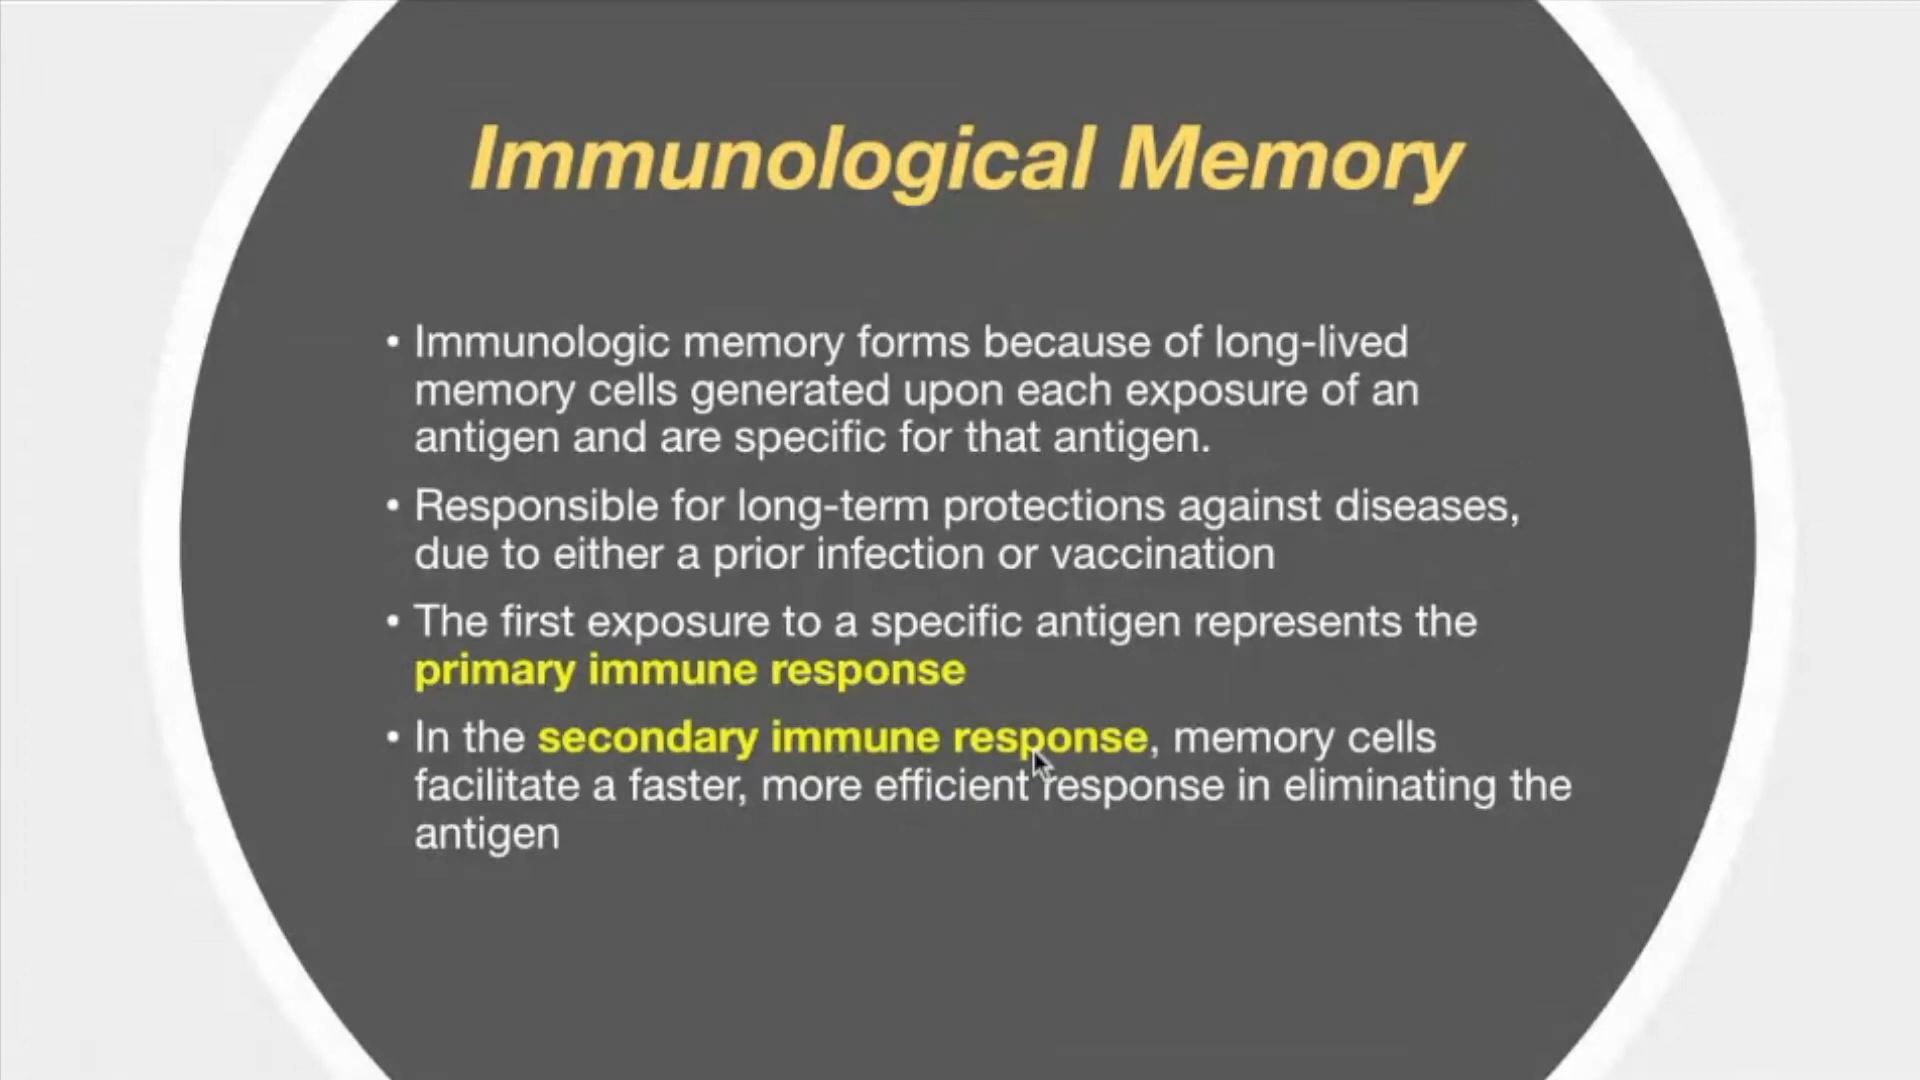 Immunological Memory
• Immunologic memory forms because of long-lived
memory cells generated upon each exposure of an
antigen and are specific for that antigen.
• Responsible for long-term protections against diseases,
due to either a prior infection or vaccination
• The first exposure to a specific antigen represents the
primary immune response
• In the secondary immune response, memory cells
facilitate a faster, more efficient response in eliminating the
antigen